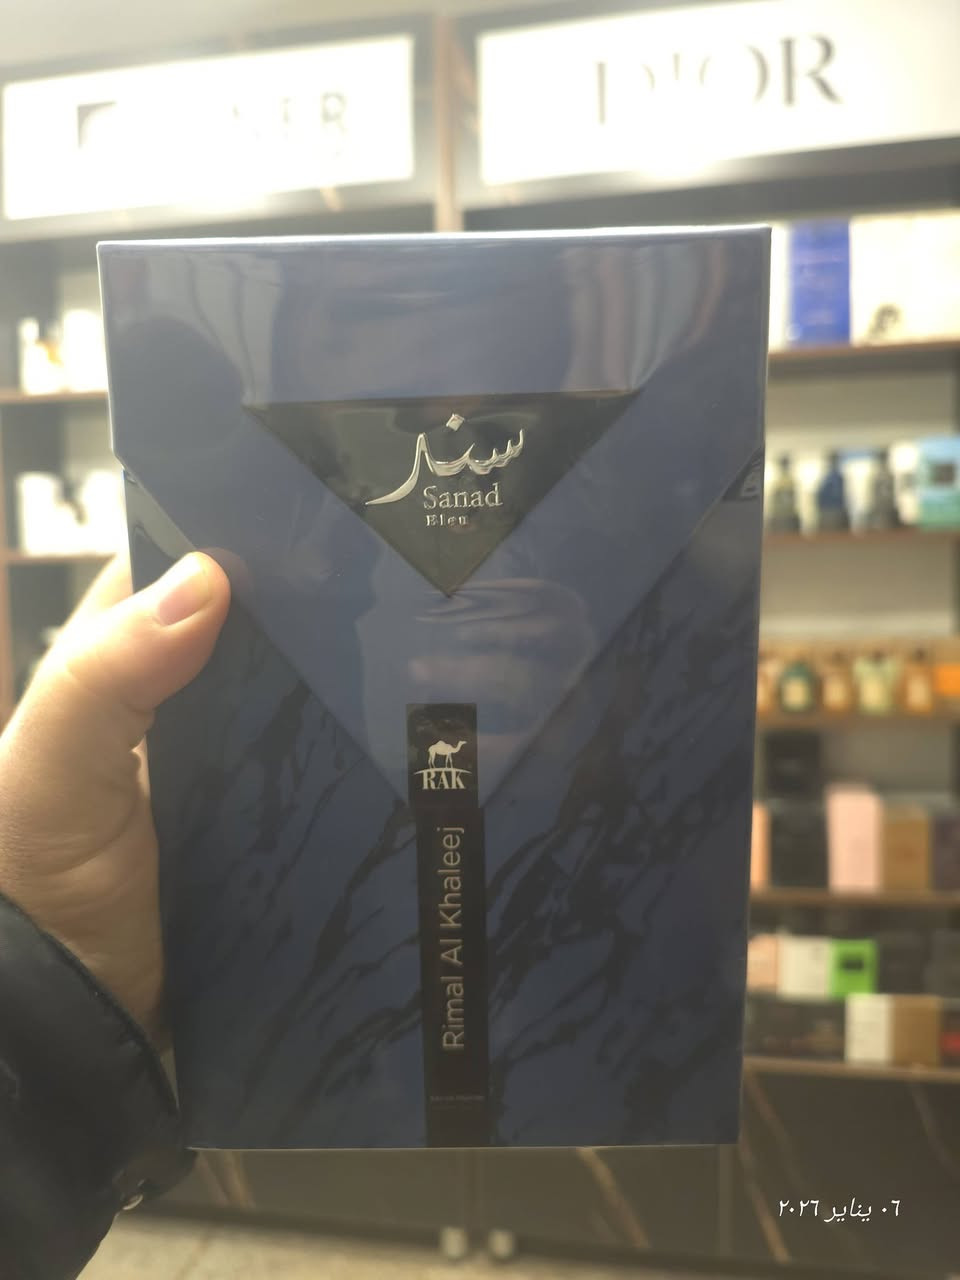 DIOR
سند
Sanad
Bleu
RAK
Rimal Al Khaleej
٠٦ يناير ٢٠٢٦